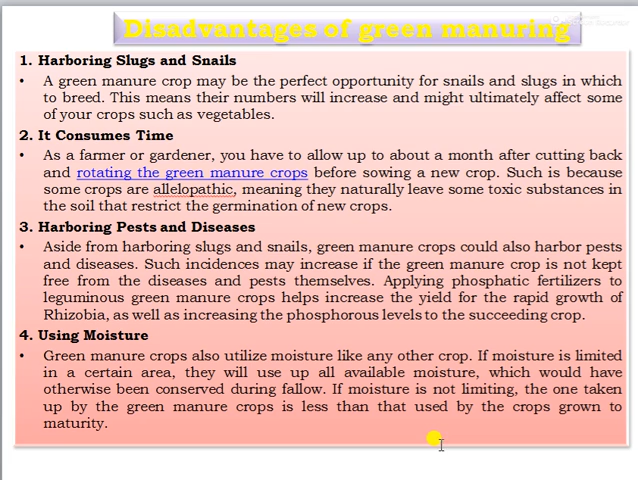 Disadvantages of green manuring
1. Harboring Slugs and Snails
• A green manure crop may be the perfect opportunity for snails and slugs in which
to breed. This means their numbers will increase and might ultimately affect some
of your crops such as vegetables.
2. It Consumes Time
• As a farmer or gardener, you have to allow up to about a month after cutting back
and rotating the green manure crops before sowing a new crop. Such is because
some crops are allelopathic, meaning they naturally leave some toxic substances in
the soil that restrict the germination of new crops.
3. Harboring Pests and Diseases
• Aside from harboring slugs and snails, green manure crops could also harbor pests
and diseases. Such incidences may increase if the green manure crop is not kept
free from the diseases and pests themselves. Applying phosphatic fertilizers to
leguminous green manure crops helps increase the yield for the rapid growth of
Rhizobia, as well as increasing the phosphorous levels to the succeeding crop.
4. Using Moisture
• Green manure crops also utilize moisture like any other crop. If moisture is limited
in a certain area, they will use up all available moisture, which would have
otherwise been conserved during fallow. If moisture is not limiting, the one taken
up by the green manure crops is less than that used by the crops grown to
maturity.